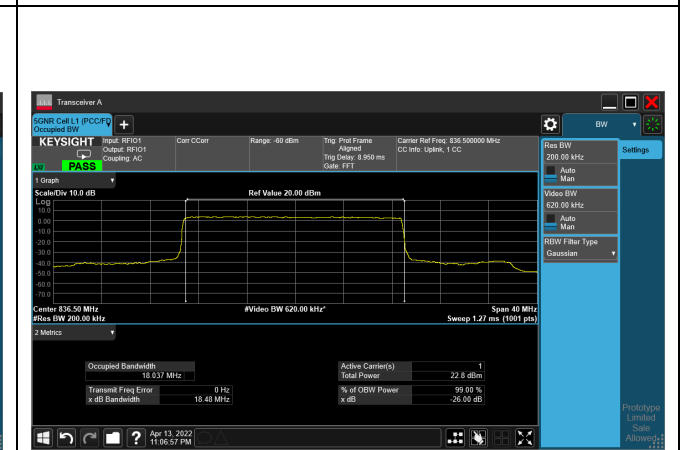 Transceiver A
5GNR Cell L1 (PCC/FD
Occupied BW
+
BW
KEYSIGHT
Input: RFIO1
Output: RFIO1
Coupling: AC
Corr CCorr
Range: -60 dBm
Trig: Prot Frame
Aligned
Trig Delay: 8.950 ms
Gate: FFT
Carrier Ref Freq: 836.500000 MHz
CC Info: Uplink, 1 CC
PASS
Res BW
200.00 kHz
Auto
Man
Video BW
620.00 kHz
Auto
Man
RBW Filter Type
Gaussian
Settings
1 Graph
Scale/Div 10.0 dB
Ref Value 20.00 dBm
Log
10.0
0.00
-10.0
-20.0
-30.0
-40.0
-50.0
-60.0
-70.0
Center 836.50 MHz
#Video BW 620.00 kHz*
Span 40 MHz
#Res BW 200.00 kHz
Sweep 1.27 ms (1001 pts)
2 Metrics
Occupied Bandwidth
18.037 MHz
Active Carrier(s) 1
Total Power 22.8 dBm
Transmit Freq Error 0 Hz
x dB Bandwidth 18.48 MHz
% of OBW Power 99.00 %
x dB -26.00 dB
Prototype
Limited
Sale
Allowed
?
Apr 13, 2022
11:06:57 PM